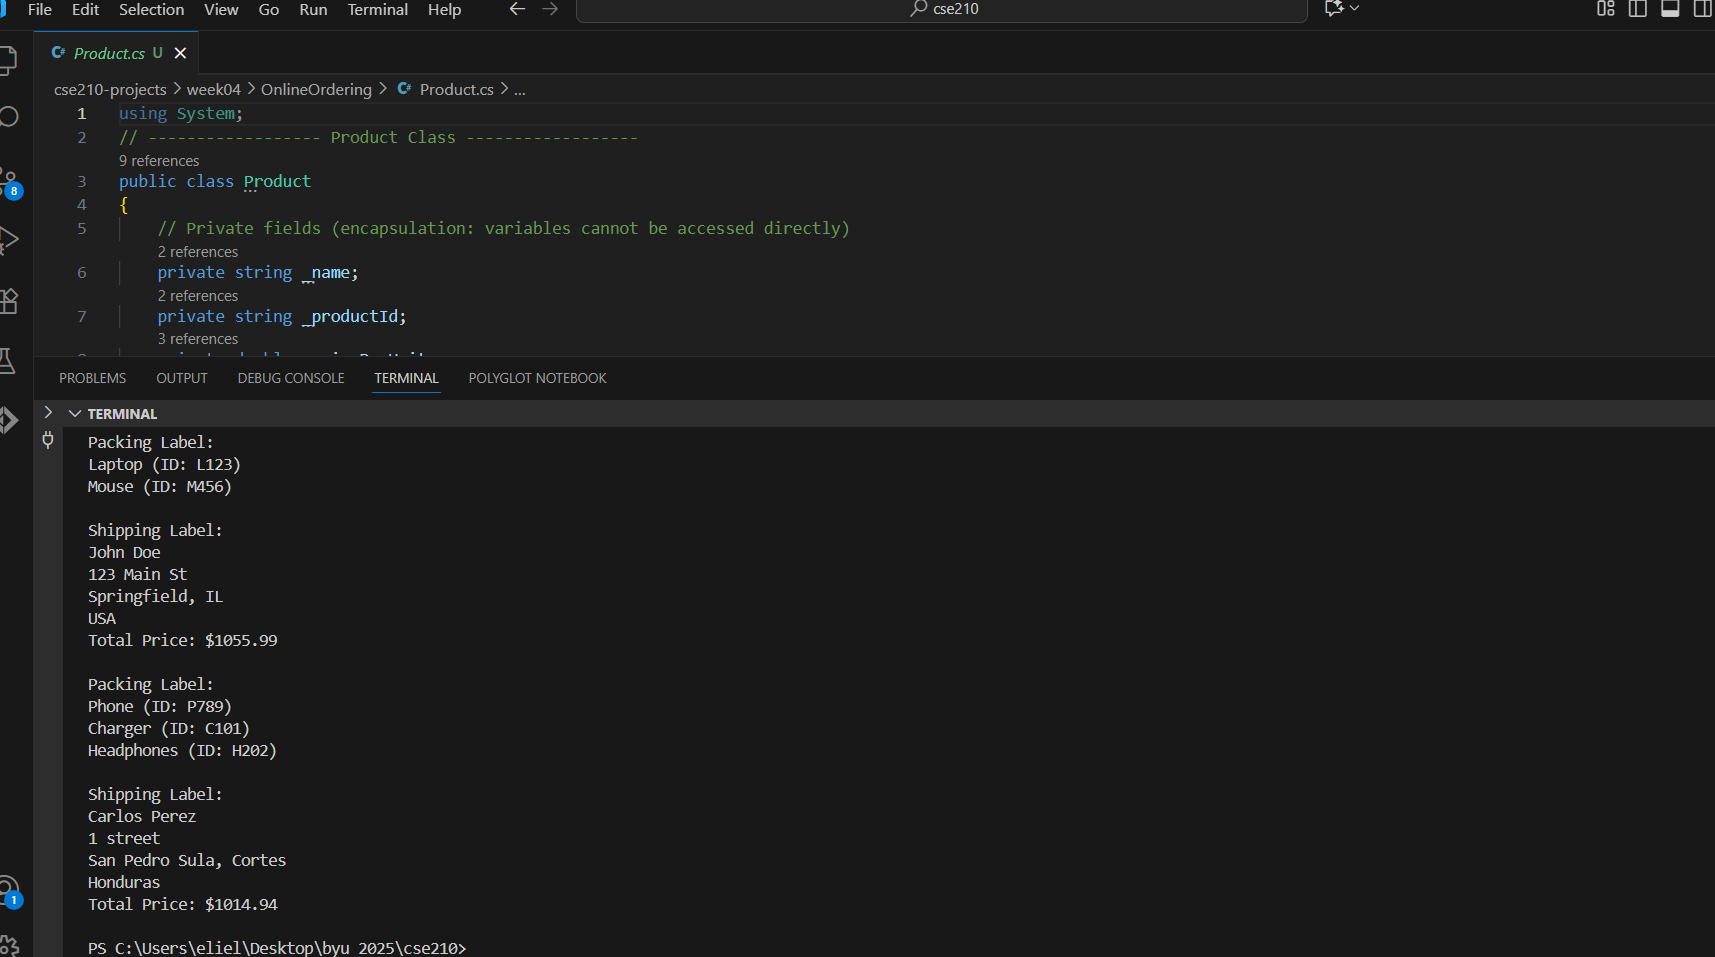 File Edit Selection View Go Run Terminal Help
cse210
Product.cs U
cse210-projects > week04 > OnlineOrdering > Product.cs > ...
1 using System;
2 // ------------------ Product Class ------------------
9 references
3 public class Product
4 {
5 // Private fields (encapsulation: variables cannot be accessed directly)
2 references
6 private string _name;
2 references
7 private string _productId;
3 references
8
1
PROBLEMS OUTPUT DEBUG CONSOLE TERMINAL POLYGLOT NOTEBOOK
TERMINAL
Packing Label:
Laptop (ID: L123)
Mouse (ID: M456)
Shipping Label:
John Doe
123 Main St
Springfield, IL
USA
Total Price: $1055.99
Packing Label:
Phone (ID: P789)
Charger (ID: C101)
Headphones (ID: H202)
Shipping Label:
Carlos Perez
1 street
San Pedro Sula, Cortes
Honduras
Total Price: $1014.94
PS C:\Users\eliel\Desktop\byu 2025\cse210>